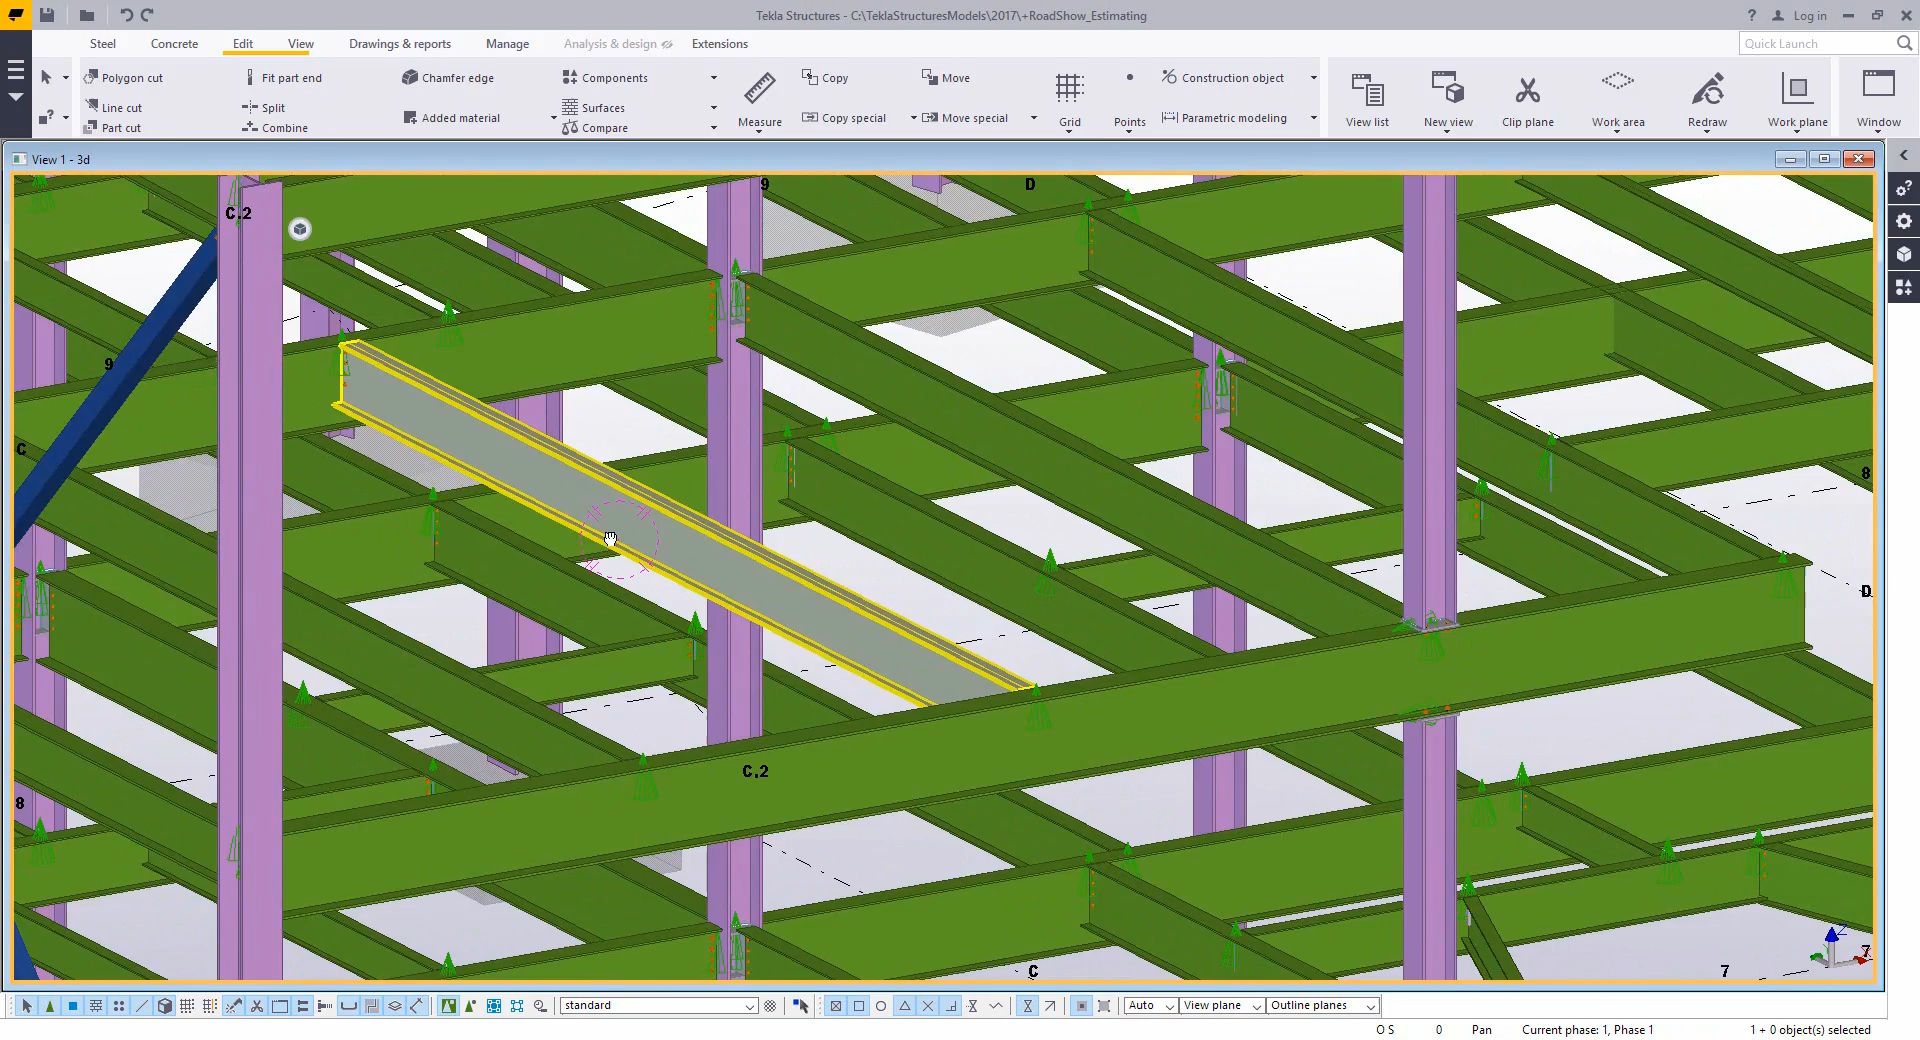 Tekla Structures - C:\TeklaStructuresModels\2017\+RoadShow_Estimating
? Log in
Steel Concrete Edit View Drawings & reports Manage Analysis & design Extensions
Quick Launch
Polygon cut Fit part end Chamfer edge Components Copy Move Construction object
Line cut Split Surfaces
Added material Copy special Move special Parametric modeling
Part cut Combine Compare
Measure Grid Points View list New view Clip plane Work area Redraw Work plane Window
View 1 - 3d
9 D
C.2
9
C
8
D
C.2
8
Z
7
C 7
standard Auto View plane Outline planes
O S 0 Pan Current phase: 1, Phase 1 1 + 0 object(s) selected